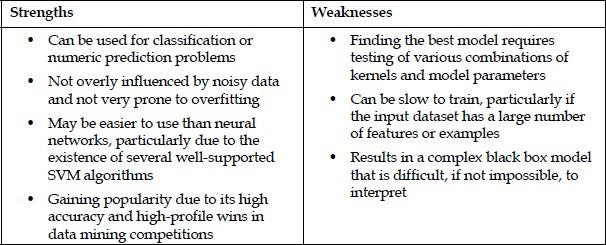 Strengths
• Can be used for classification or
numeric prediction problems
• Not overly influenced by noisy data
and not very prone to overfitting
• May be easier to use than neural
networks, particularly due to the
existence of several well-supported
SVM algorithms
• Gaining popularity due to its high
accuracy and high-profile wins in
data mining competitions
Weaknesses
• Finding the best model requires
testing of various combinations of
kernels and model parameters
• Can be slow to train, particularly if
the input dataset has a large number
of features or examples
• Results in a complex black box model
that is difficult, if not impossible, to
interpret